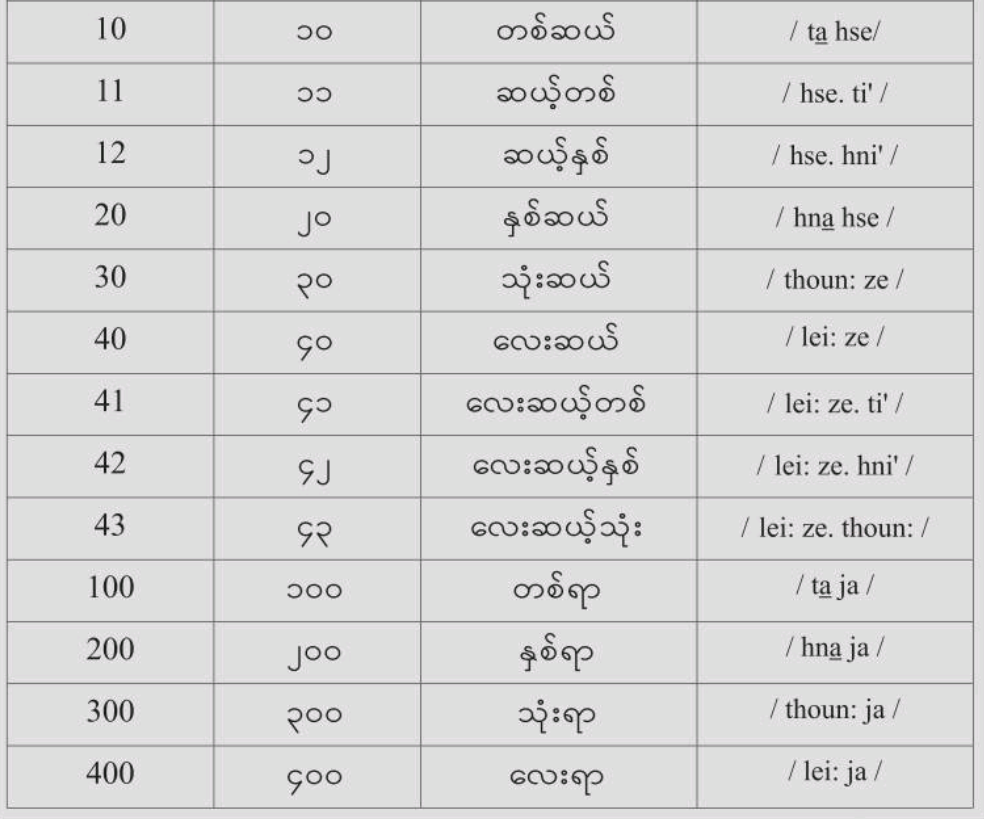 10 ၁၀ တစ်ဆယ် / ta hse/
11 ၁၁ ဆယ့်တစ် / hse. ti' /
12 ၁၂ ဆယ့်နှစ် / hse. hni' /
20 ၂၀ နှစ်ဆယ် / hna hse /
30 ၃၀ သုံးဆယ် / thoun: ze /
40 ၄၀ လေးဆယ် / lei: ze /
41 ၄၁ လေးဆယ့်တစ် / lei: ze. ti' /
42 ၄၂ လေးဆယ့်နှစ် / lei: ze. hni' /
43 ၄၃ လေးဆယ့်သုံး / lei: ze. thoun: /
100 ၁၀၀ တစ်ရာ / ta ja /
200 ၂၀၀ နှစ်ရာ / hna ja /
300 ၃၀၀ သုံးရာ / thoun: ja /
400 ၄၀၀ လေးရာ / lei: ja /